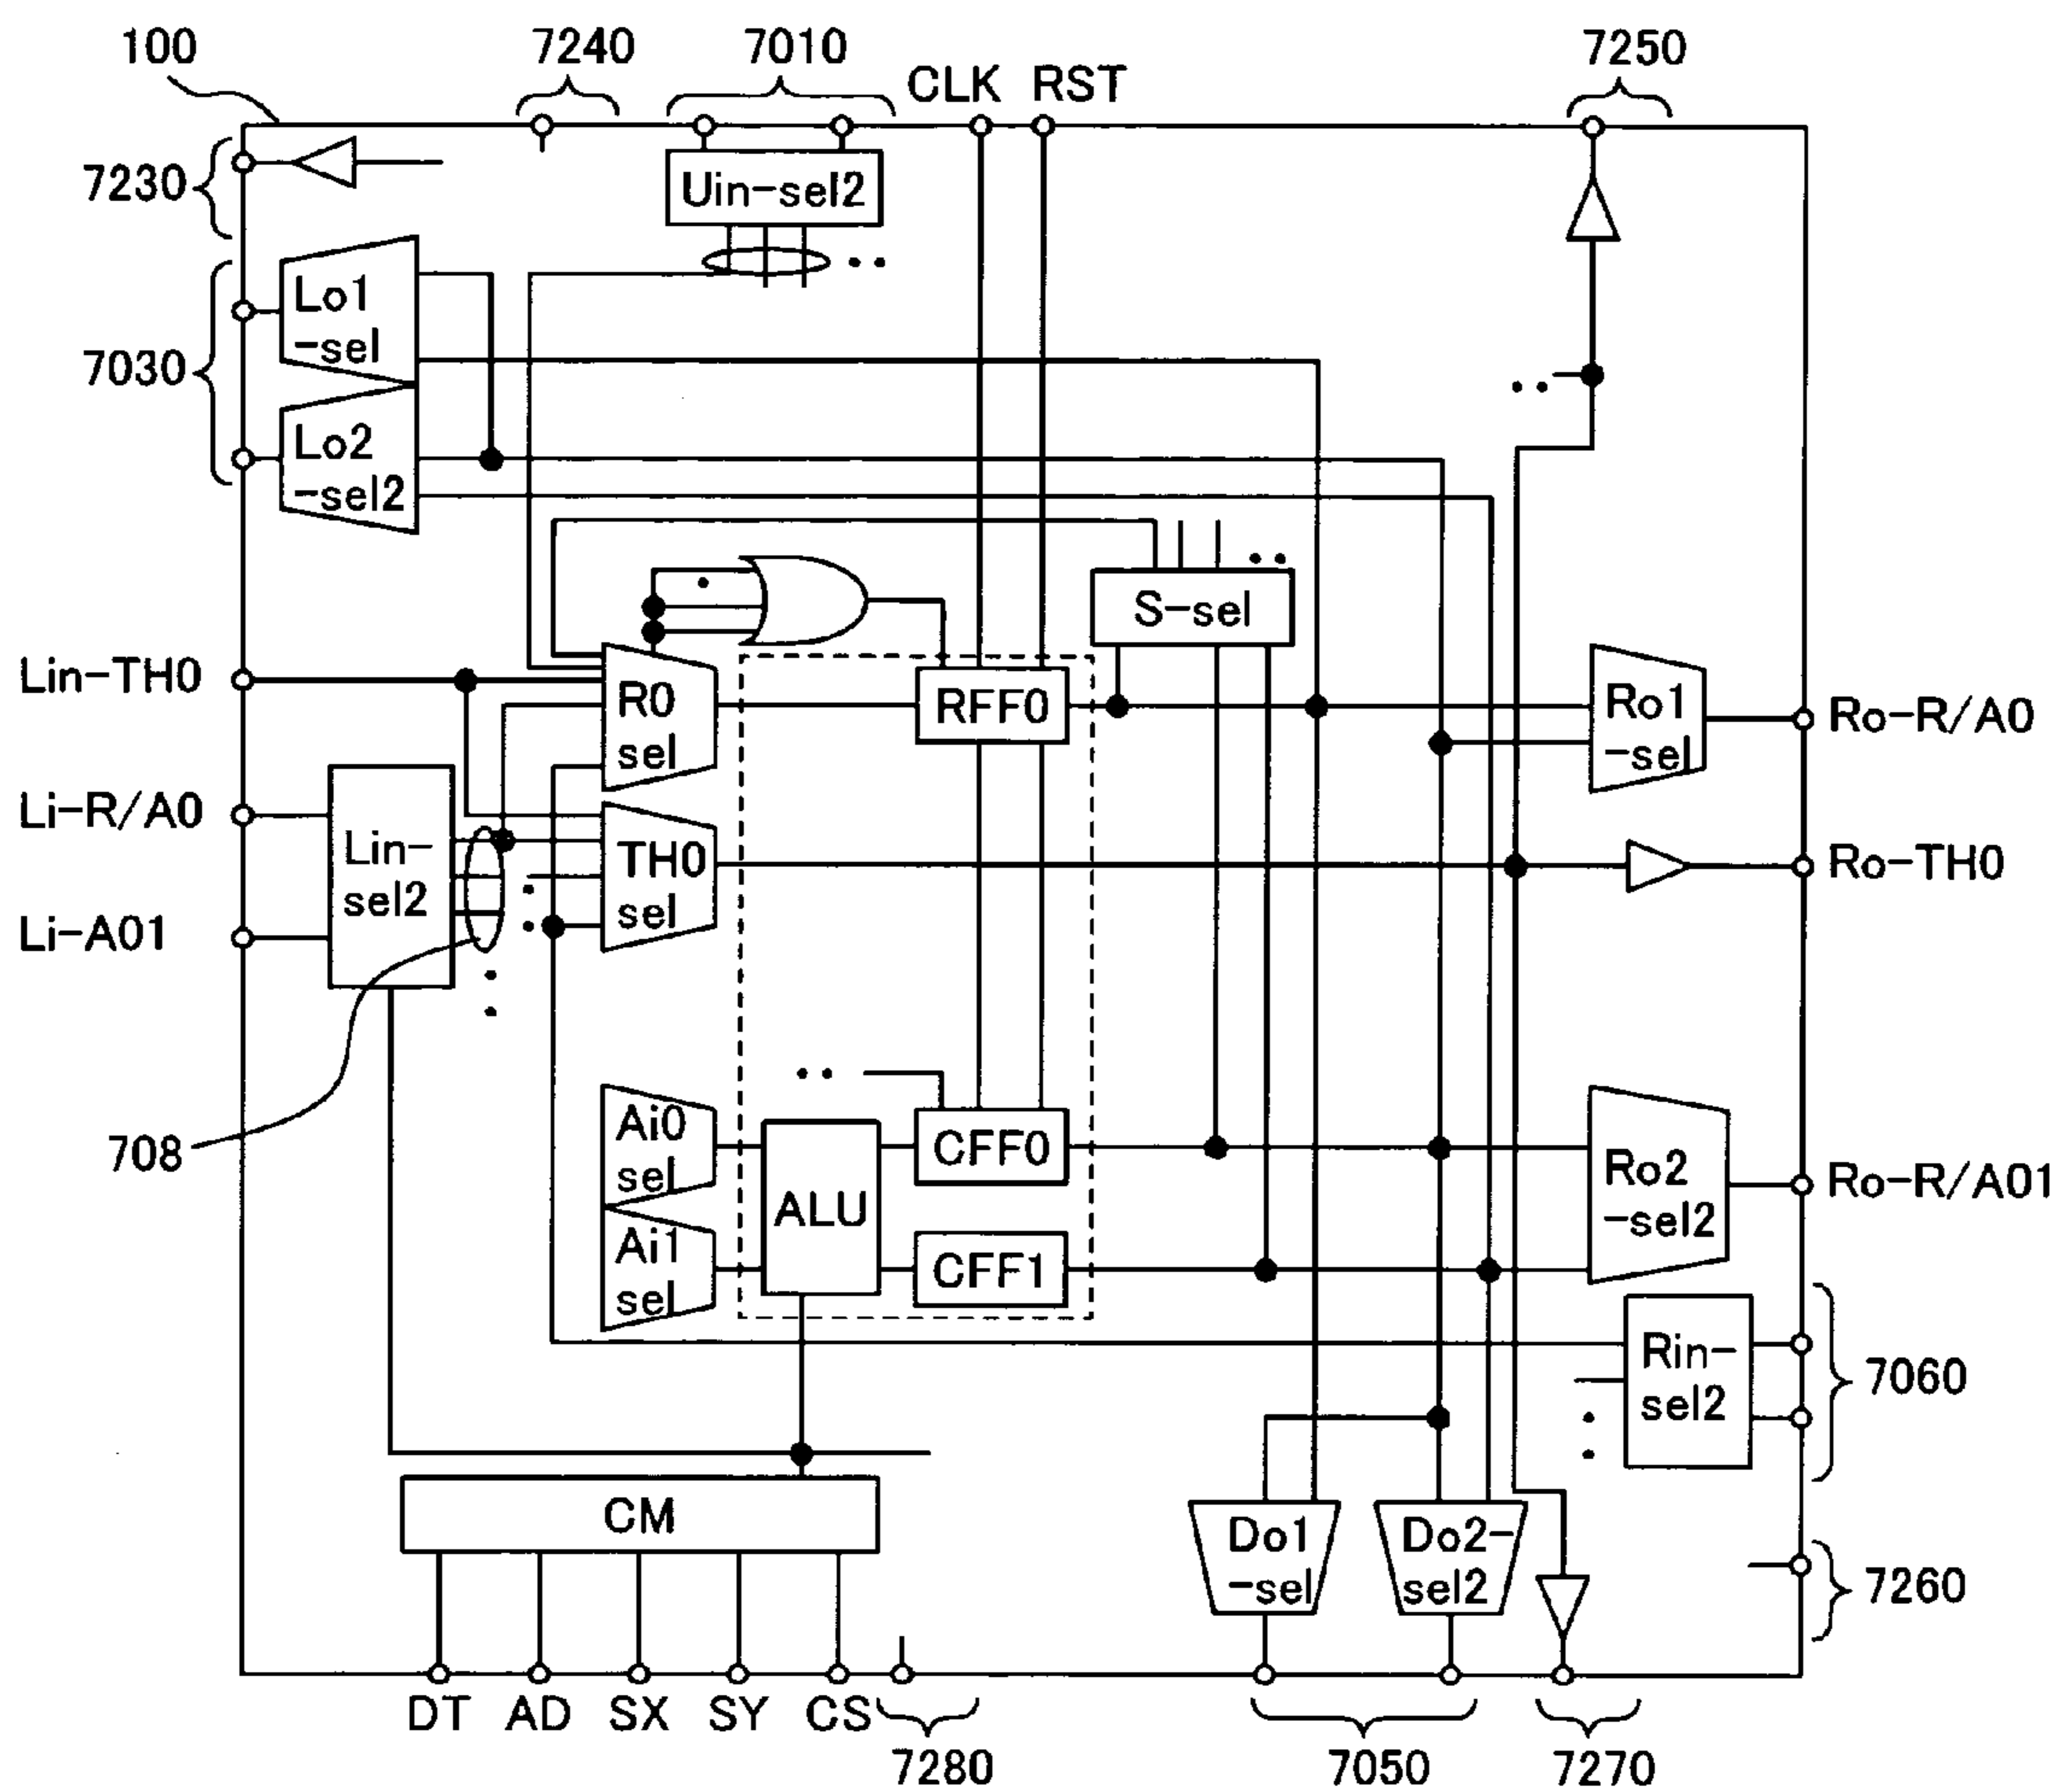 100
7240
7010
CLK
RST
7250
7230
Uin-sel2
7030
Lo1
-sel
Lo2
-sel2
S-sel
Lin-TH0
R0
sel
RFF0
Ro1
-sel
Ro-R/A0
Li-R/A0
Lin-
sel2
TH0
sel
Ro-TH0
Li-A01
708
Ai0
sel
ALU
CFF0
Ro2
-sel2
Ro-R/A01
Ai1
sel
CFF1
Rin-
sel2
7060
CM
Do1
-sel
Do2-
sel2
7260
DT
AD
SX
SY
CS
7280
7050
7270